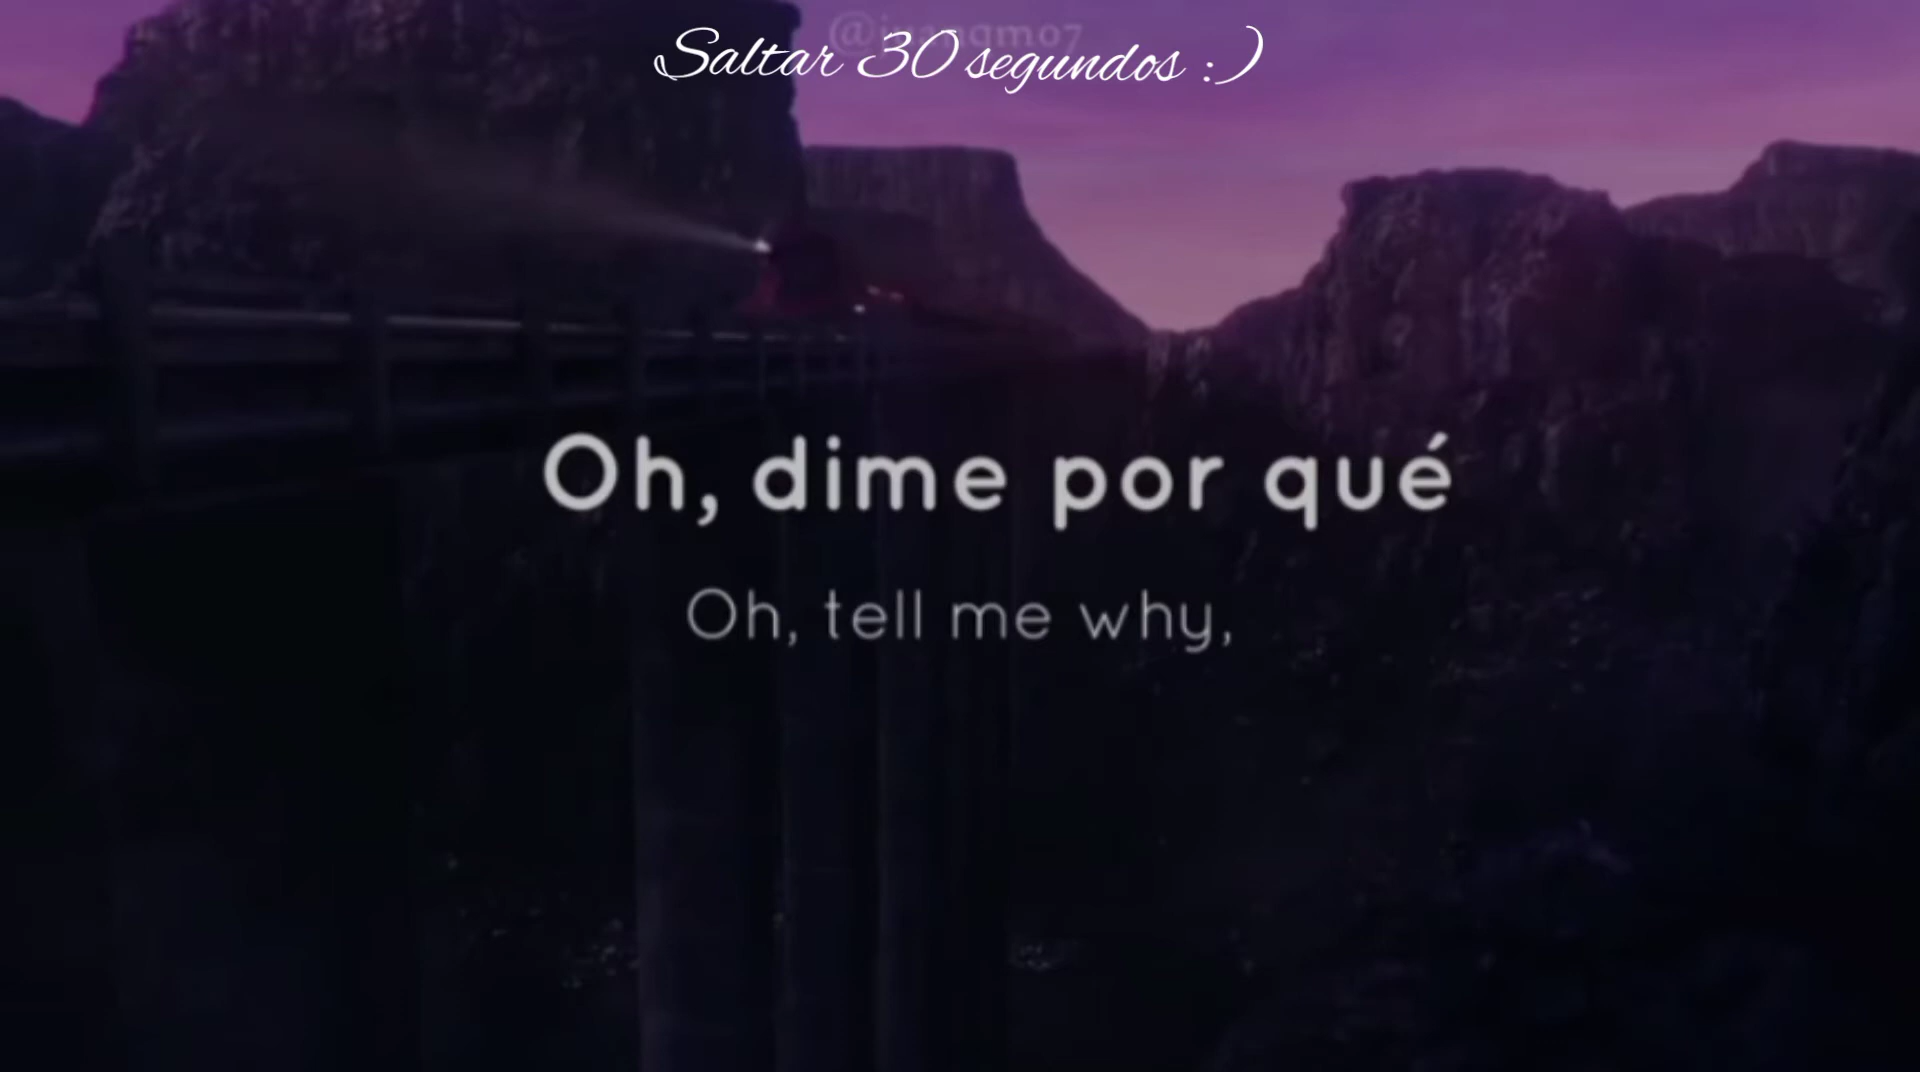 Saltar 30 segundos :)
Oh, dime por qué
Oh, tell me why,